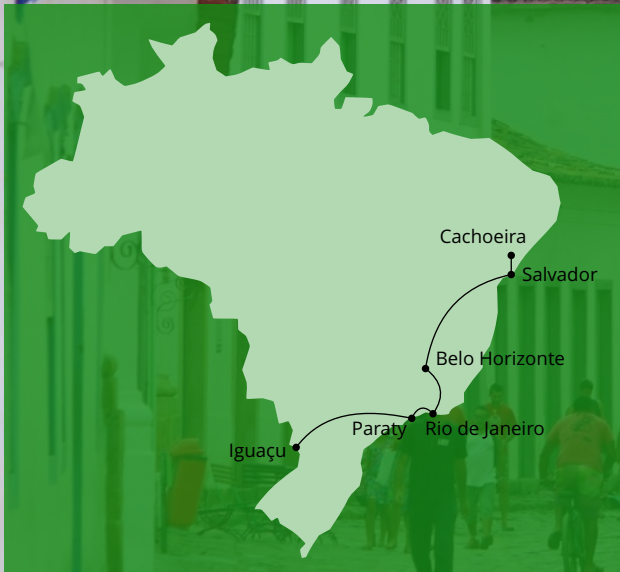 Cachoeira
Salvador
Belo Horizonte
Paraty
Rio de Janeiro
Iguaçu